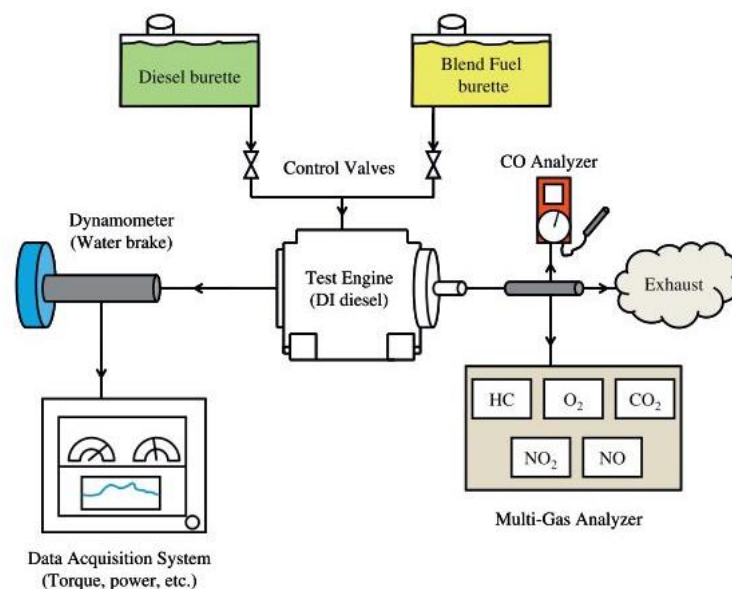 Diesel burette
Blend Fuel
burette
Control Valves
CO Analyzer
Dynamometer
(Water brake)
Test Engine
(DI diesel)
Exhaust
HC
O₂
CO₂
NO₂
NO
Multi-Gas Analyzer
Data Acquisition System
(Torque, power, etc.)